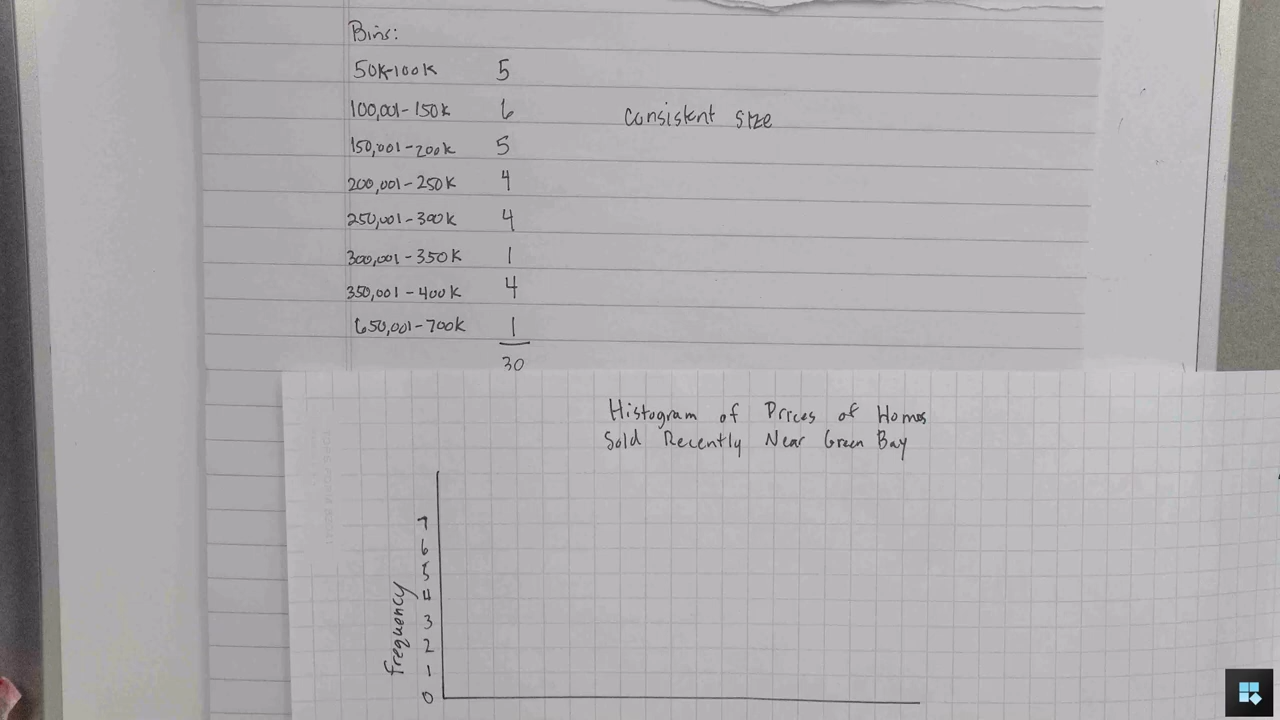 Bins:
50K-100K 5
100,001-150K 6
consistent size
150,001-200K 5
200,001-250K 4
250,001-300K 4
300,001-350K 1
350,001-400K 4
650,001-700K 1
30
Histogram of Prices of Homes
Sold Recently Near Green Bay
7
6
5
4
3
2
1
0
Frequency